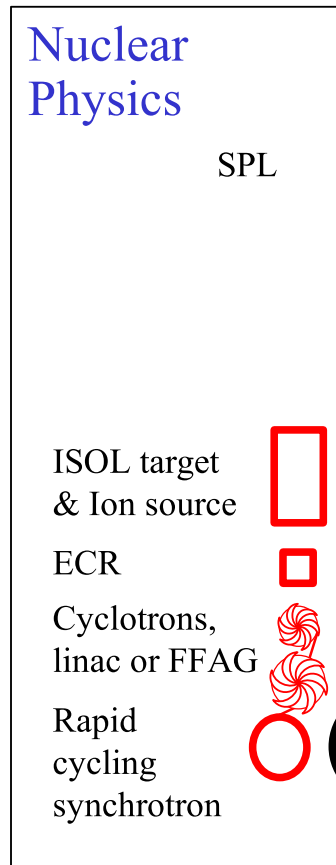 Nuclear
Physics
SPL
ISOL target
& Ion source
ECR
Cyclotrons,
linac or FFAG
Rapid
cycling
synchrotron